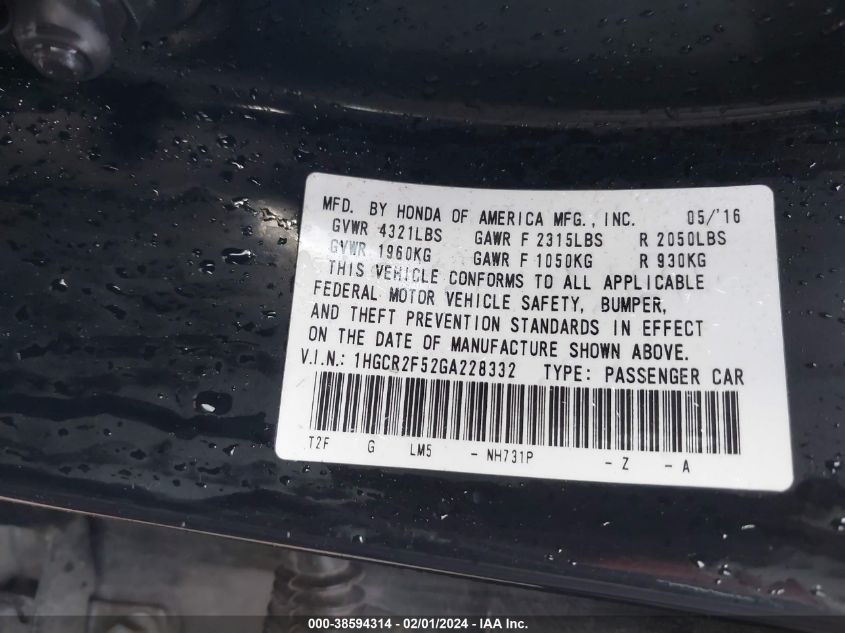 MFD. BY HONDA OF AMERICA MFG., INC. 05/'16
GVWR 4321LBS GAWR F 2315LBS R 2050LBS
GVWR 1960KG GAWR F 1050KG R 930KG
THIS VEHICLE CONFORMS TO ALL APPLICABLE
FEDERAL MOTOR VEHICLE SAFETY, BUMPER,
AND THEFT PREVENTION STANDARDS IN EFFECT
ON THE DATE OF MANUFACTURE SHOWN ABOVE.
V.I.N.: 1HGCR2F52GA228332 TYPE: PASSENGER CAR
T2F G LM5 - NH731P - Z - A
000-38594314 - 02/01/2024 - IAA Inc.